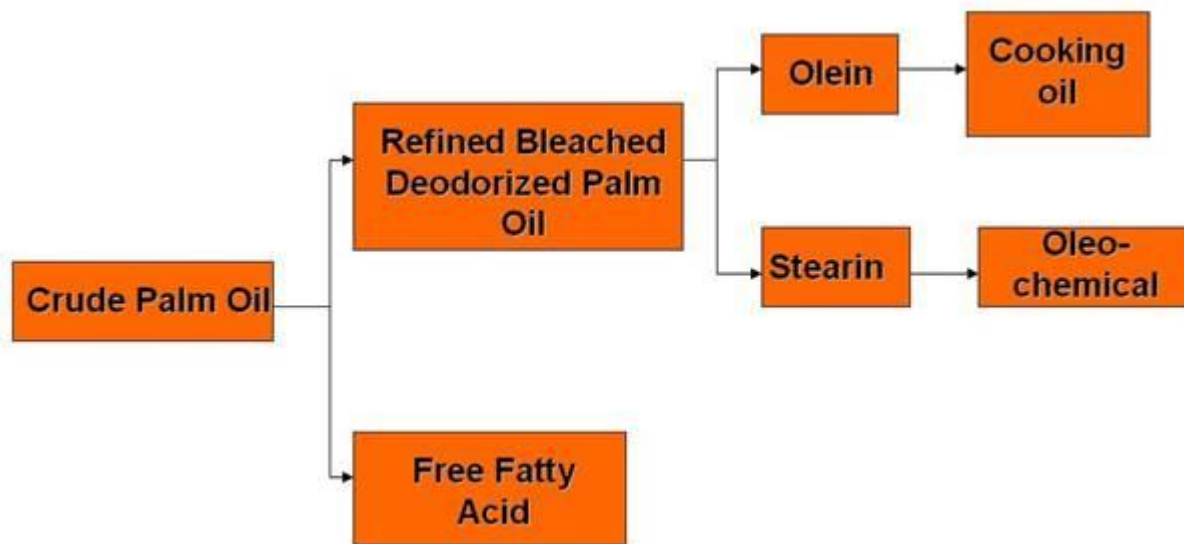 Olein
Cooking
oil
Refined Bleached
Deodorized Palm
Oil
Stearin
Oleo-
chemical
Crude Palm Oil
Free Fatty
Acid